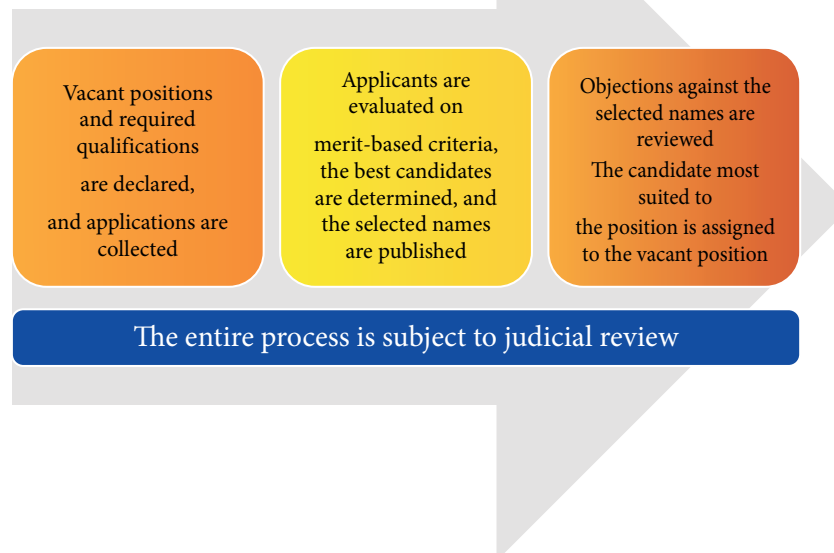 Vacant positions
and required
qualifications
are declared,
and applications are
collected
Applicants are
evaluated on
merit-based criteria,
the best candidates
are determined, and
the selected names
are published
Objections against the
selected names are
reviewed
The candidate most
suited to
the position is assigned
to the vacant position
The entire process is subject to judicial review